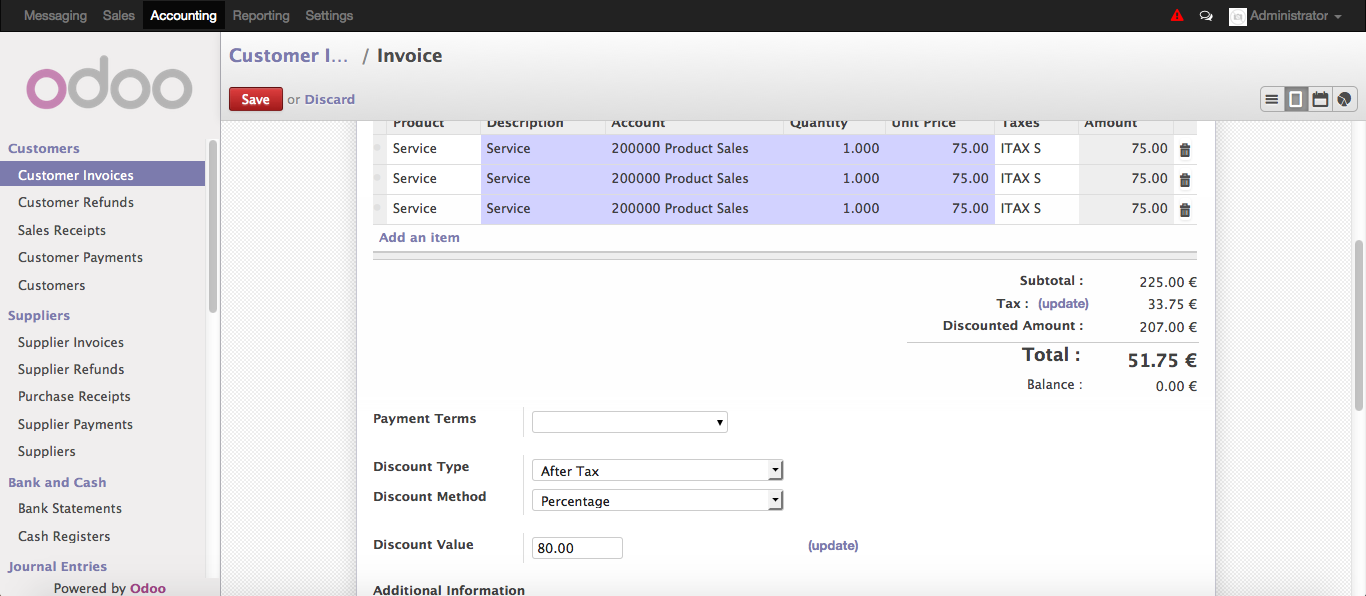 Messaging Sales Accounting Reporting Settings Administrator
odoo
Customer I... / Invoice
Save or Discard
Customers
Customer Invoices
Customer Refunds
Sales Receipts
Customer Payments
Customers
Suppliers
Supplier Invoices
Supplier Refunds
Purchase Receipts
Supplier Payments
Suppliers
Bank and Cash
Bank Statements
Cash Registers
Journal Entries
Powered by Odoo
Product Description Account Quantity Unit Price Taxes Amount
Service Service 200000 Product Sales 1.000 75.00 ITAX S 75.00
Service Service 200000 Product Sales 1.000 75.00 ITAX S 75.00
Service Service 200000 Product Sales 1.000 75.00 ITAX S 75.00
Add an item
Subtotal : 225.00 €
Tax : (update) 33.75 €
Discounted Amount : 207.00 €
Total : 51.75 €
Balance : 0.00 €
Payment Terms
Discount Type After Tax
Discount Method Percentage
Discount Value 80.00 (update)
Additional Information